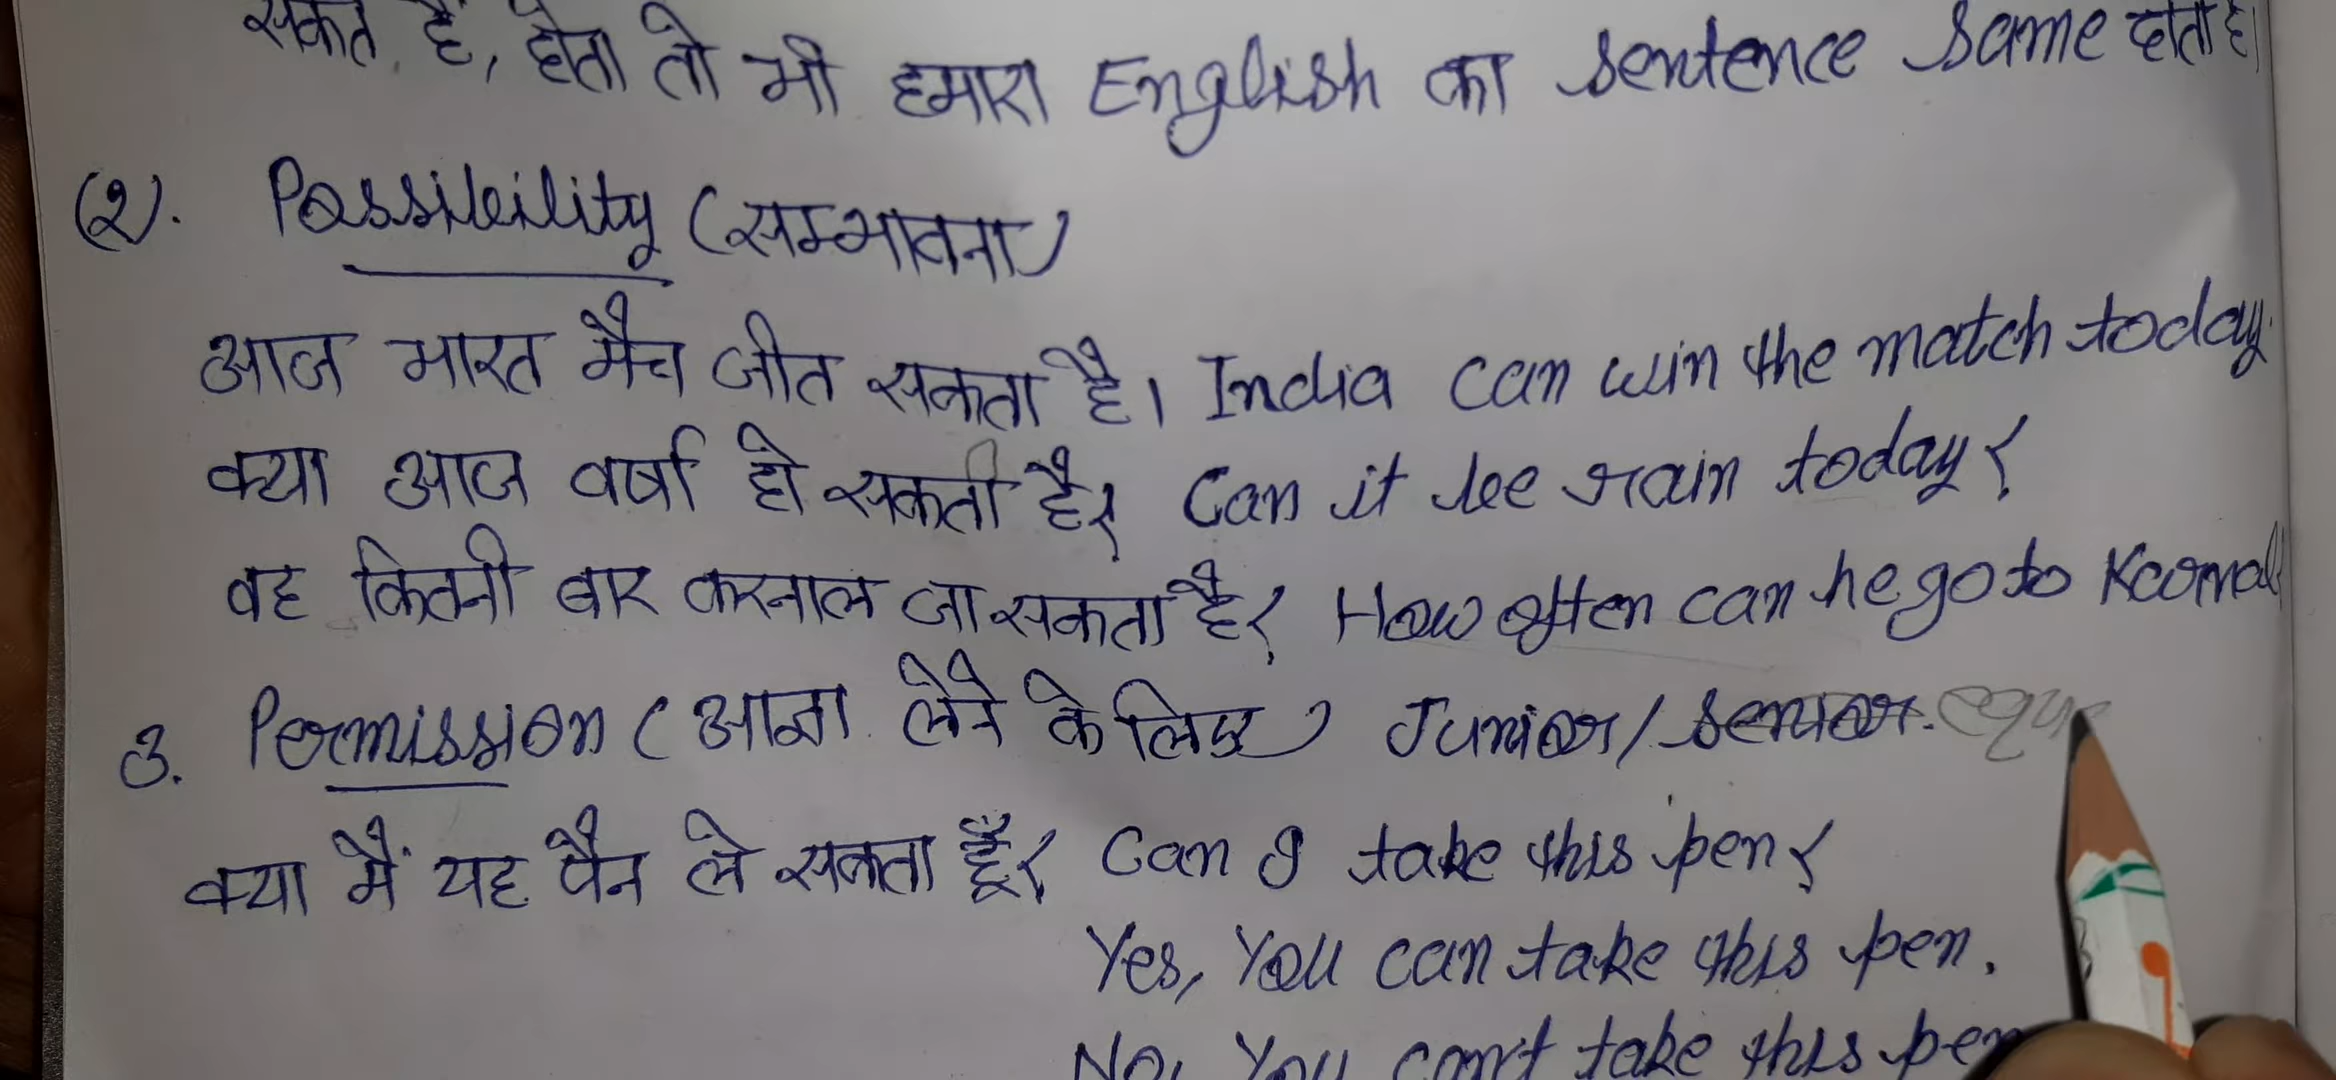 सकते हैं, होता तो भी हमारा English का sentence same होता है।
(2). Possibility (सम्भावना)
आज भारत मैच जीत सकता है। India can win the match today.
क्या आज वर्षा हो सकती है? Can it be rain today?
वह कितनी बार करनाल जा सकता है? How often can he go to Karnal?
3. Permission (आज्ञा लेने के लिए) Junior/senior.
क्या मैं यह पैन ले सकता हूँ? Can I take this pen?
Yes, You can take this pen.
No, You can't take this pen